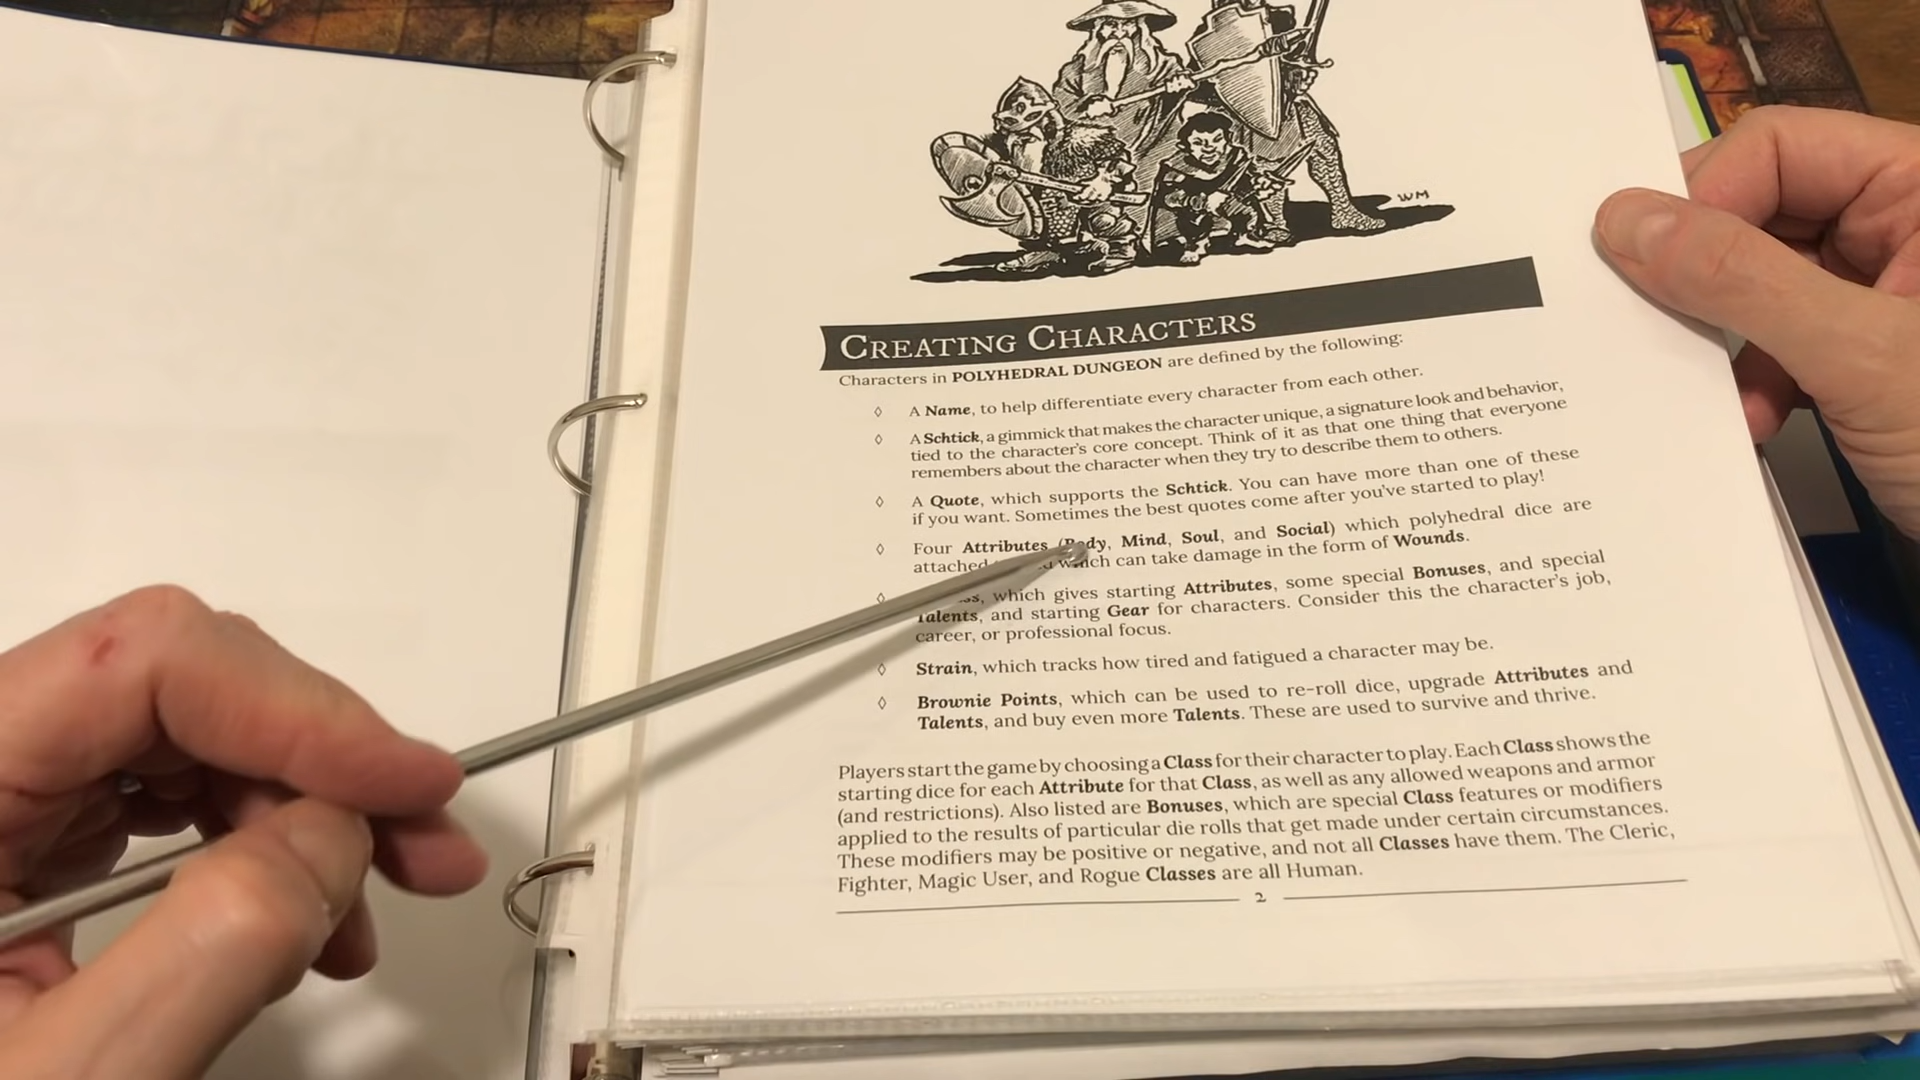 WM
CREATING CHARACTERS
Characters in POLYHEDRAL DUNGEON are defined by the following:
◊ A Name, to help differentiate every character from each other.
◊ A Schtick, a gimmick that makes the character unique, a signature look and behavior,
tied to the character's core concept. Think of it as that one thing that everyone
remembers about the character when they try to describe them to others.
◊ A Quote, which supports the Schtick. You can have more than one of these
if you want. Sometimes the best quotes come after you've started to play!
◊ Four Attributes (Body, Mind, Soul, and Social) which polyhedral dice are
attached which can take damage in the form of Wounds.
◊ which gives starting Attributes, some special Bonuses, and special
Talents, and starting Gear for characters. Consider this the character's job,
career, or professional focus.
◊ Strain, which tracks how tired and fatigued a character may be.
◊ Brownie Points, which can be used to re-roll dice, upgrade Attributes and
Talents, and buy even more Talents. These are used to survive and thrive.
Players start the game by choosing a Class for their character to play. Each Class shows the
starting dice for each Attribute for that Class, as well as any allowed weapons and armor
(and restrictions). Also listed are Bonuses, which are special Class features or modifiers
applied to the results of particular die rolls that get made under certain circumstances.
These modifiers may be positive or negative, and not all Classes have them. The Cleric,
Fighter, Magic User, and Rogue Classes are all Human.
2